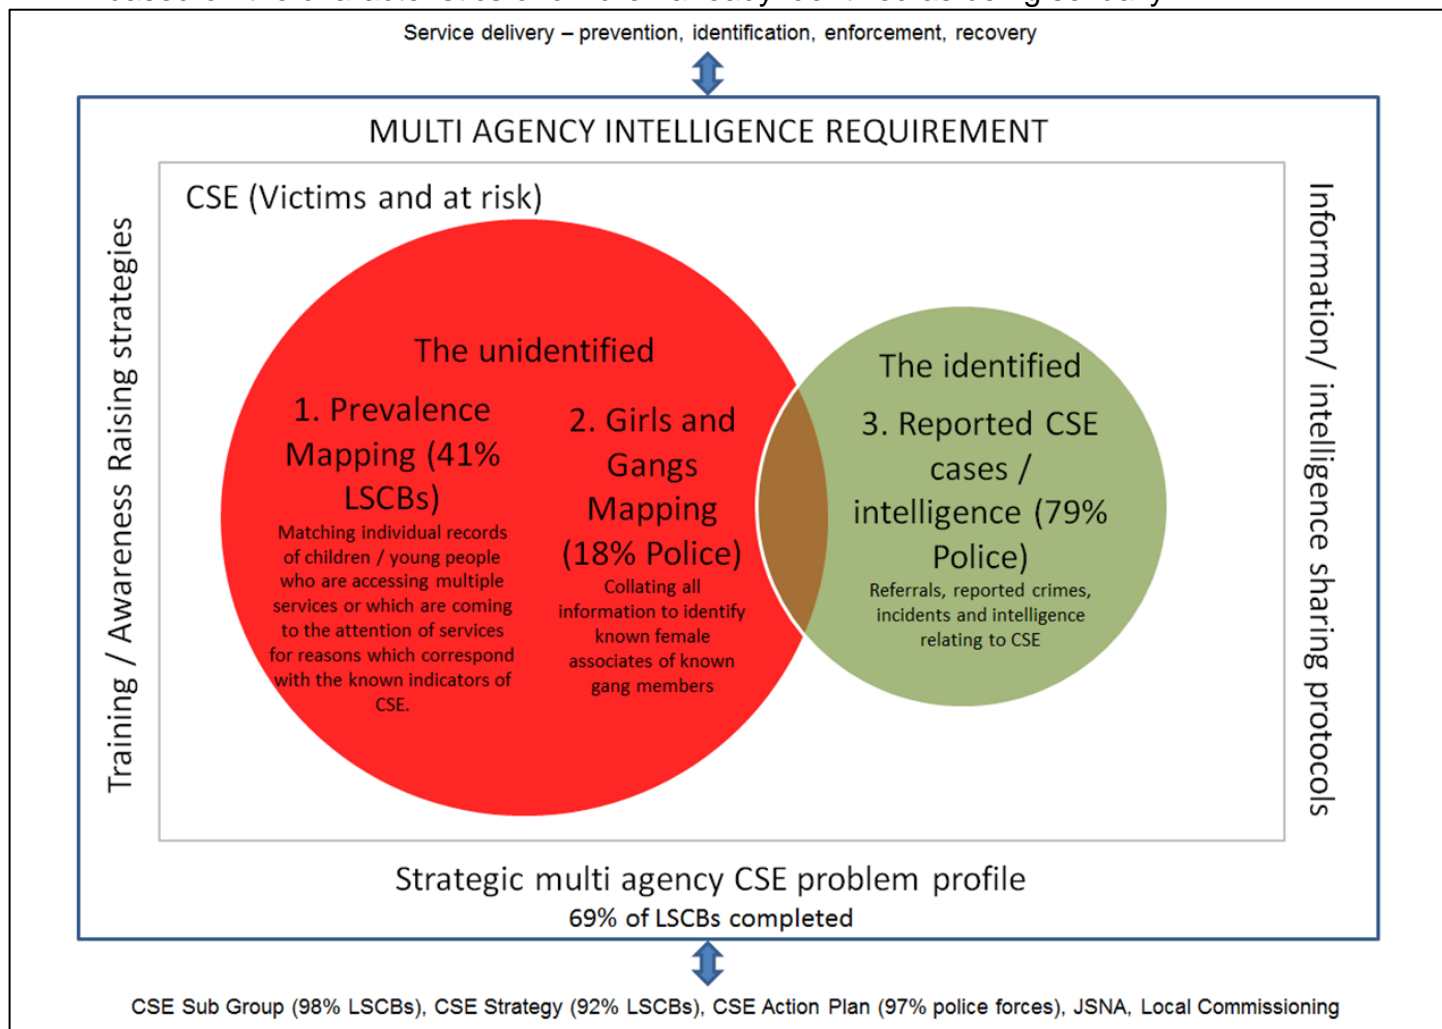 Service delivery – prevention, identification, enforcement, recovery
MULTI AGENCY INTELLIGENCE REQUIREMENT
CSE (Victims and at risk)
Training / Awareness Raising strategies
The unidentified
1. Prevalence
Mapping (41%
LSCBs)
Matching individual records
of children / young people
who are accessing multiple
services or which are coming
to the attention of services
for reasons which correspond
with the known indicators of
CSE.
2. Girls and
Gangs
Mapping
(18% Police)
Collating all
information to identify
known female
associates of known
gang members
The identified
3. Reported CSE
cases /
intelligence (79%
Police)
Referrals, reported crimes,
incidents and intelligence
relating to CSE
Information/ intelligence sharing protocols
Strategic multi agency CSE problem profile
69% of LSCBs completed
CSE Sub Group (98% LSCBs), CSE Strategy (92% LSCBs), CSE Action Plan (97% police forces), JSNA, Local Commissioning